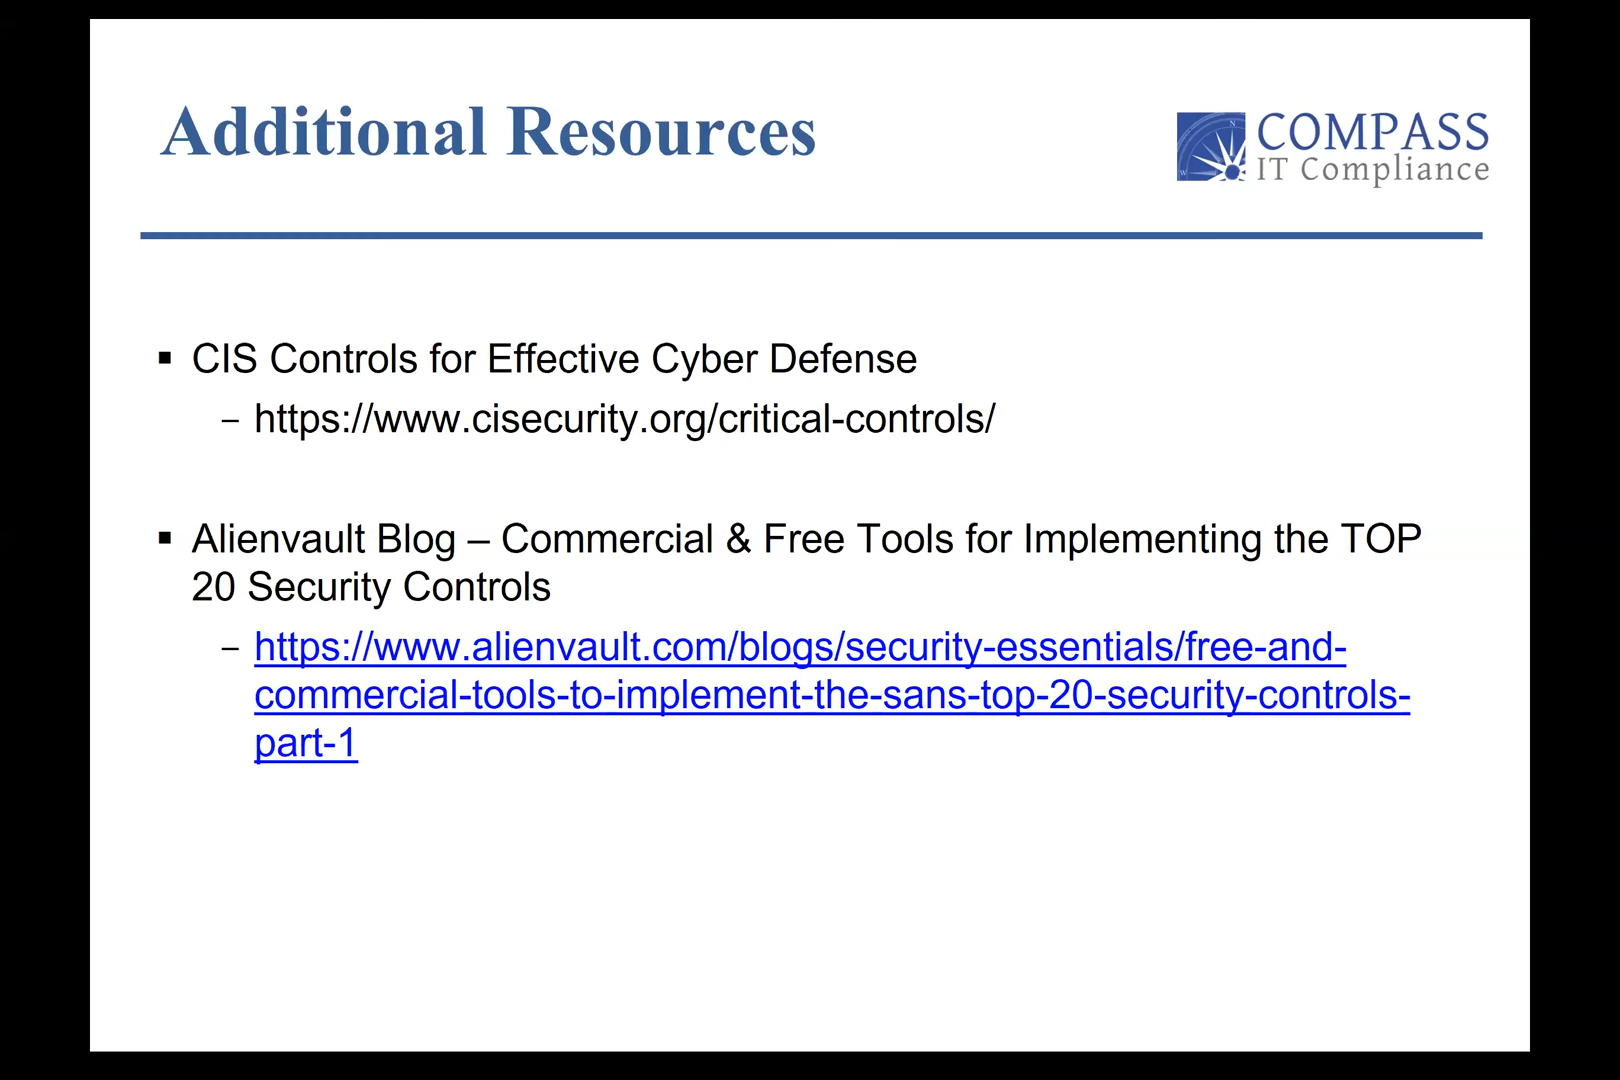 Additional Resources
COMPASS
IT Compliance
N
W
▪ CIS Controls for Effective Cyber Defense
– https://www.cisecurity.org/critical-controls/
▪ Alienvault Blog – Commercial & Free Tools for Implementing the TOP
20 Security Controls
– https://www.alienvault.com/blogs/security-essentials/free-and-
commercial-tools-to-implement-the-sans-top-20-security-controls-
part-1